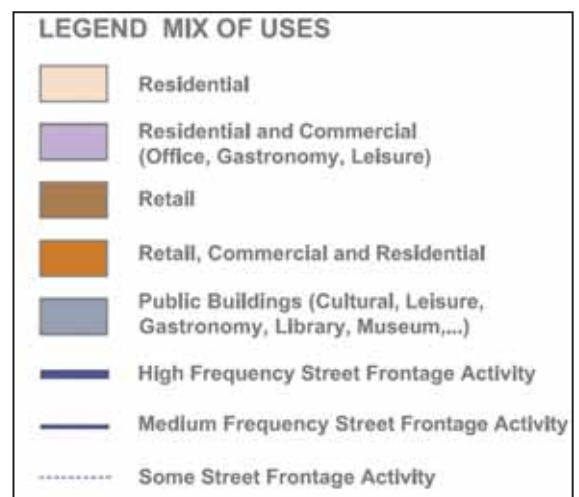 LEGEND MIX OF USES
Residential
Residential and Commercial
(Office, Gastronomy, Leisure)
Retail
Retail, Commercial and Residential
Public Buildings (Cultural, Leisure,
Gastronomy, Library, Museum,...)
High Frequency Street Frontage Activity
Medium Frequency Street Frontage Activity
Some Street Frontage Activity